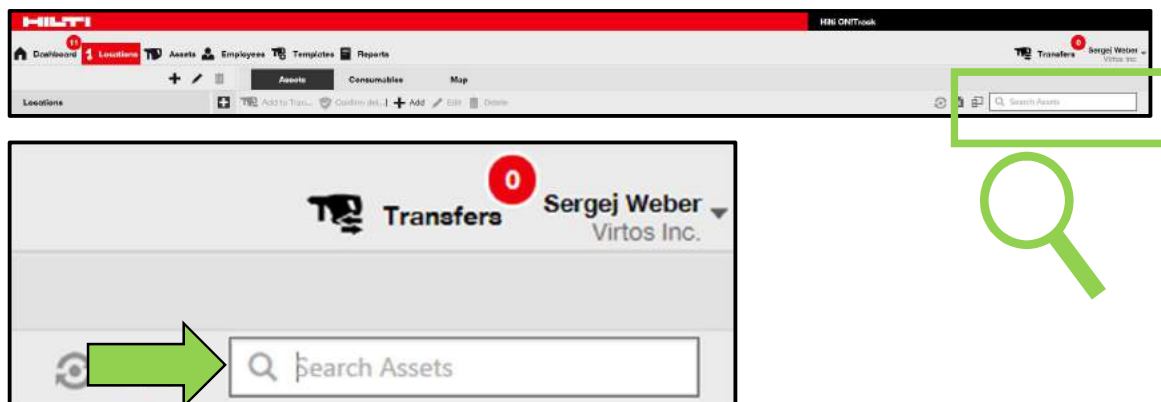 HILTI
Hilti ON!Track
11
Dashboard Locations Assets Employees Templates Reports
0
Transfers Sergej Weber
Virtos Inc.
Assets Consumables Map
Locations
Add to Tran... Confirm del... Add Edit Delete
Search Assets
0
Transfers Sergej Weber
Virtos Inc.
Search Assets